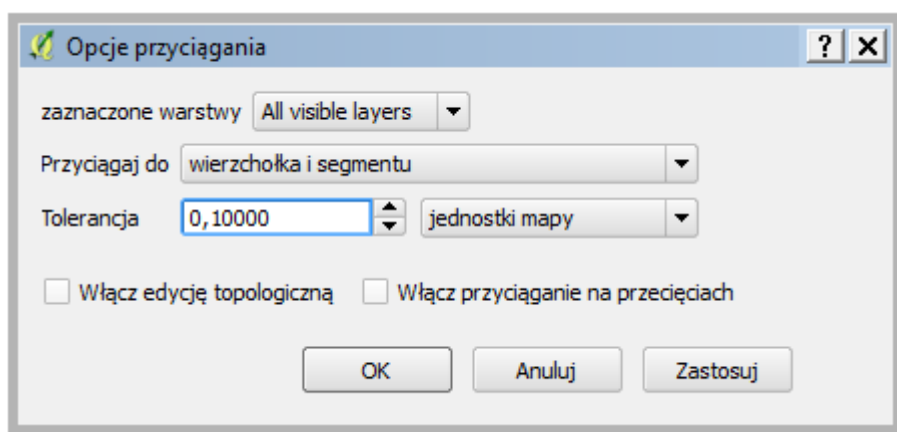 Opcje przyciągania
zaznaczone warstwy All visible layers
Przyciągaj do wierzchołka i segmentu
Tolerancja 0,10000 jednostki mapy
Włącz edycję topologiczną Włącz przyciąganie na przecięciach
OK Anuluj Zastosuj